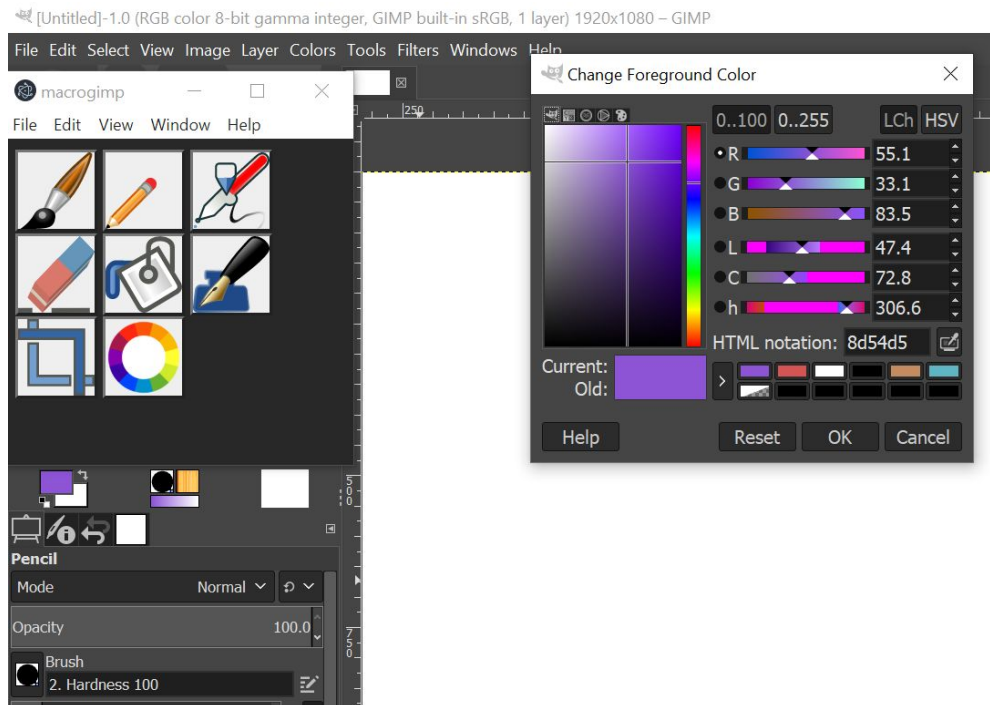 [Untitled]-1.0 (RGB color 8-bit gamma integer, GIMP built-in sRGB, 1 layer) 1920x1080 – GIMP
File Edit Select View Image Layer Colors Tools Filters Windows Help
macrogimp
File Edit View Window Help
250
Change Foreground Color
0..100 0..255 LCh HSV
R 55.1
G 33.1
B 83.5
L 47.4
C 72.8
h 306.6
HTML notation: 8d54d5
Current:
Old:
Help Reset OK Cancel
500
Pencil
Mode Normal
Opacity 100.0
750
Brush
2. Hardness 100